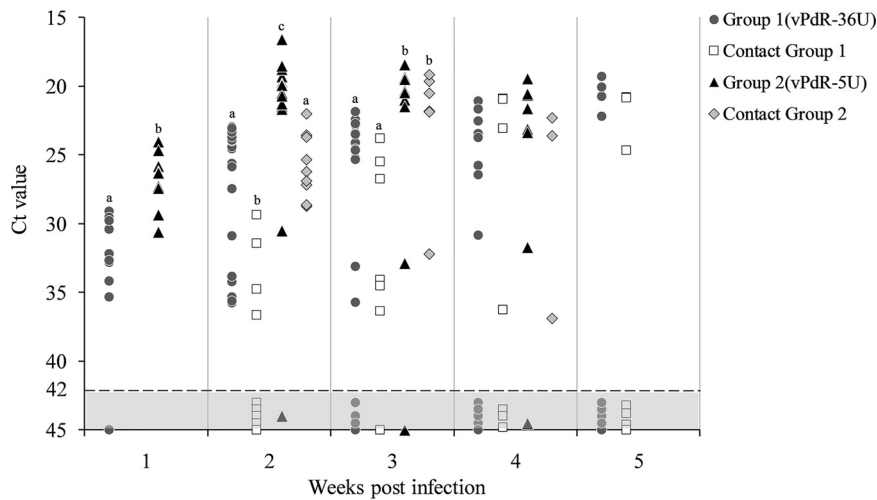 15
20
25
30
35
40
42
45
Ct value
a
b
a
b
c
a
a
a
b
b
1
2
3
4
5
Weeks post infection
Group 1(vPdR-36U)
Contact Group 1
Group 2(vPdR-5U)
Contact Group 2